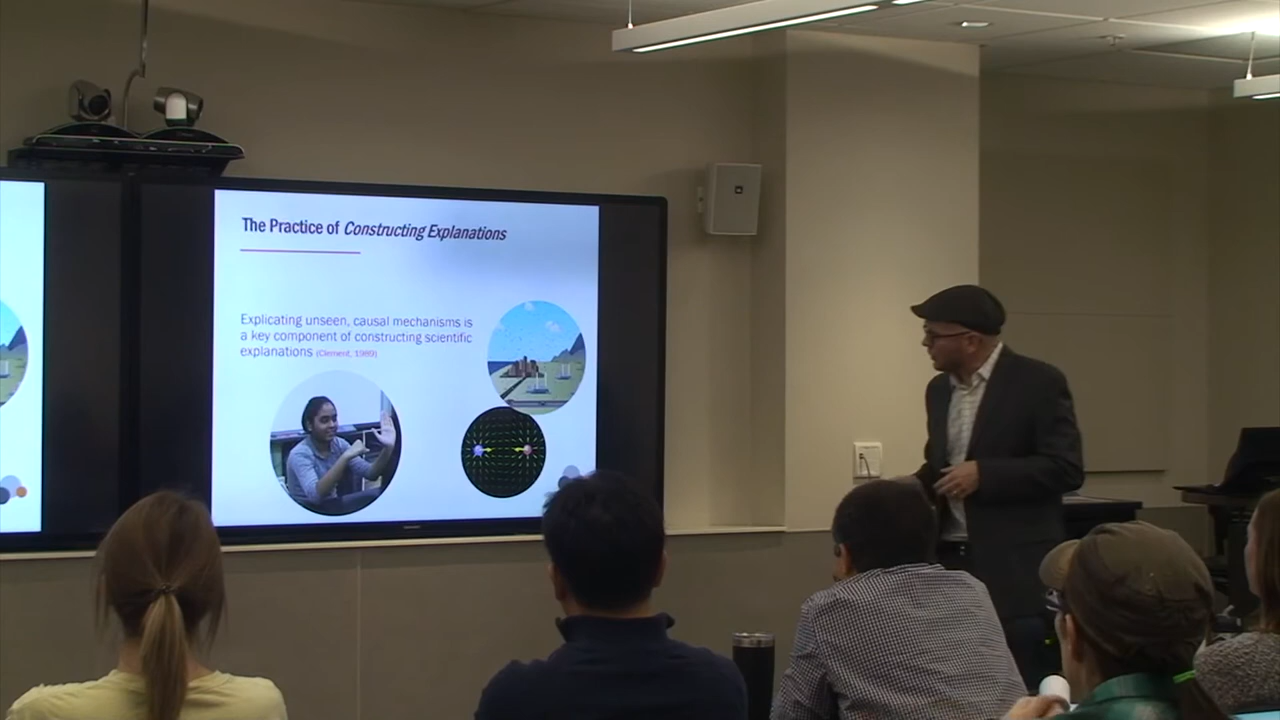 The Practice of Constructing Explanations
Explicating unseen, causal mechanisms is
a key component of constructing scientific
explanations (Clement, 1989)